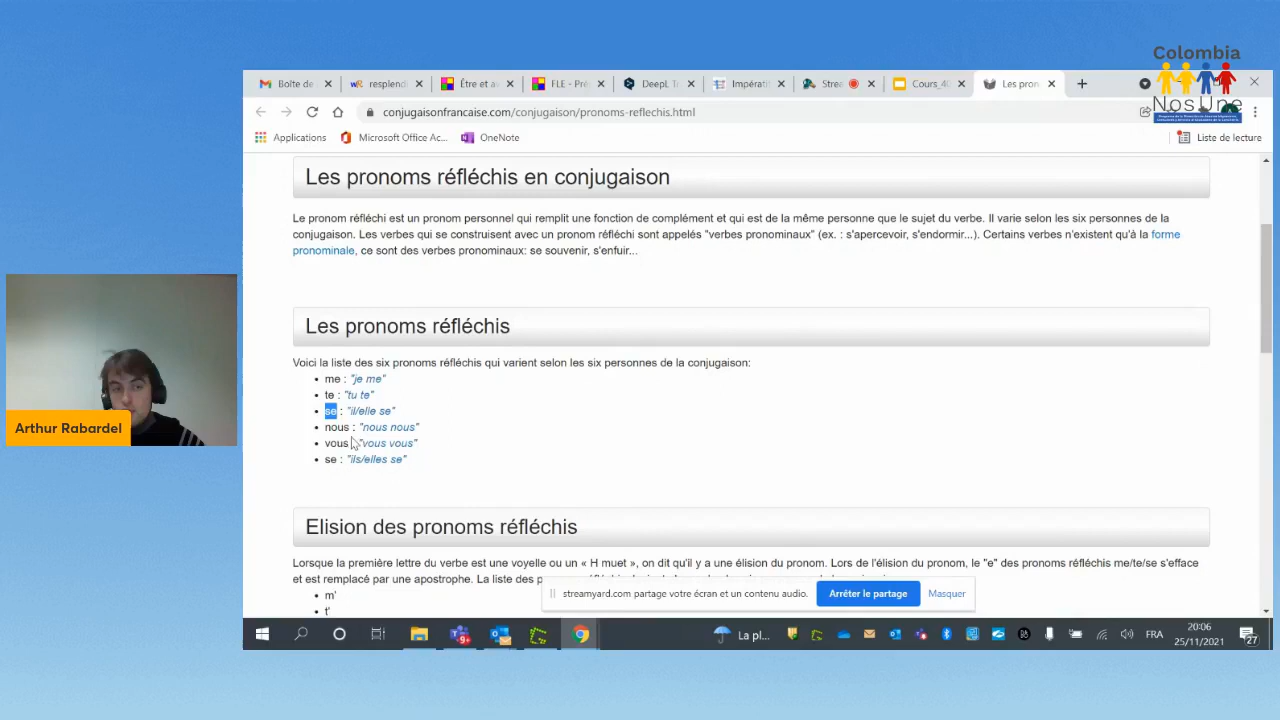 Colombia
NosUne
Boîte de
resplend
Être et a
FLE - Pré
DeepL T
Impérati
Stre
Cours_40
Les pron
conjugaisonfrancaise.com/conjugaison/pronoms-reflechis.html
Applications
Microsoft Office Ac...
OneNote
Liste de lecture
Les pronoms réfléchis en conjugaison
Le pronom réfléchi est un pronom personnel qui remplit une fonction de complément et qui est de la même personne que le sujet du verbe. Il varie selon les six personnes de la
conjugaison. Les verbes qui se construisent avec un pronom réfléchi sont appelés "verbes pronominaux" (ex. : s'apercevoir, s'endormir...). Certains verbes n'existent qu'à la forme
pronominale, ce sont des verbes pronominaux: se souvenir, s'enfuir...
Les pronoms réfléchis
Voici la liste des six pronoms réfléchis qui varient selon les six personnes de la conjugaison:
• me : "je me"
• te : "tu te"
• se : "il/elle se"
• nous : "nous nous"
• vous "vous vous"
• se : "ils/elles se"
Arthur Rabardel
Elision des pronoms réfléchis
Lorsque la première lettre du verbe est une voyelle ou un « H muet », on dit qu'il y a une élision du pronom. Lors de l'élision du pronom, le "e" des pronoms réfléchis me/te/se s'efface
et est remplacé par une apostrophe. La liste des
• m'
• t'
streamyard.com partage votre écran et un contenu audio.
Arrêter le partage
Masquer
La pl...
FRA
20:06
25/11/2021
27